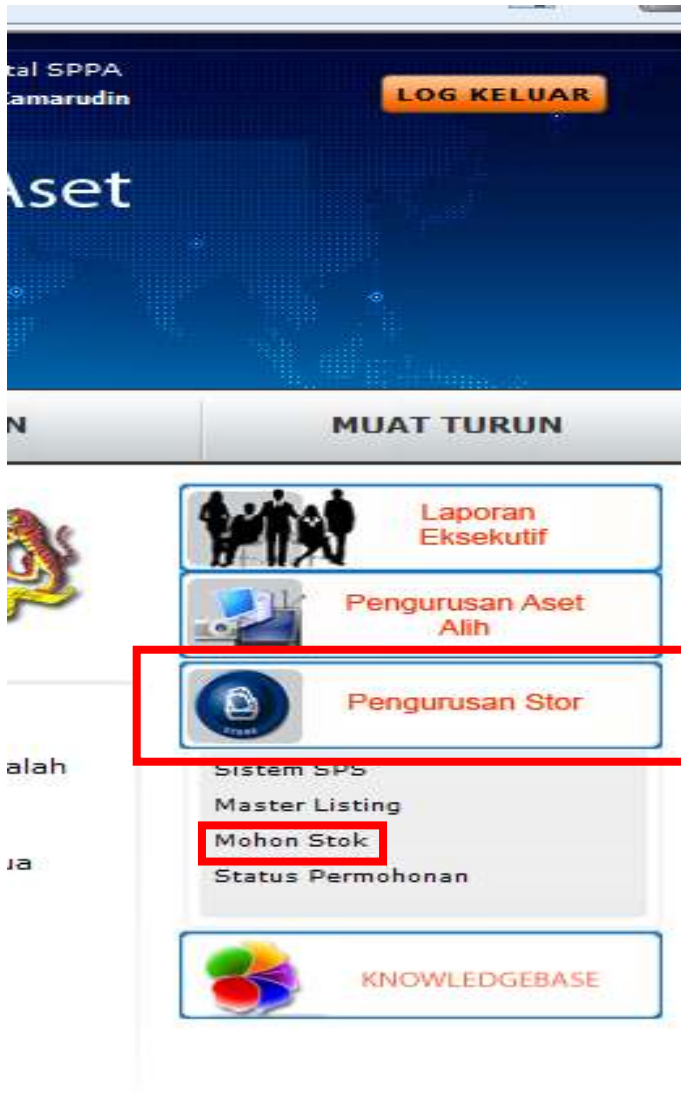 tal SPPA
Kamarudin
LOG KELUAR
Aset
N
MUAT TURUN
Laporan
Eksekutif
Pengurusan Aset
Alih
Pengurusan Stor
STORE
alah
Sistem SPS
Master Listing
Mohon Stok
ua
Status Permohonan
KNOWLEDGEBASE